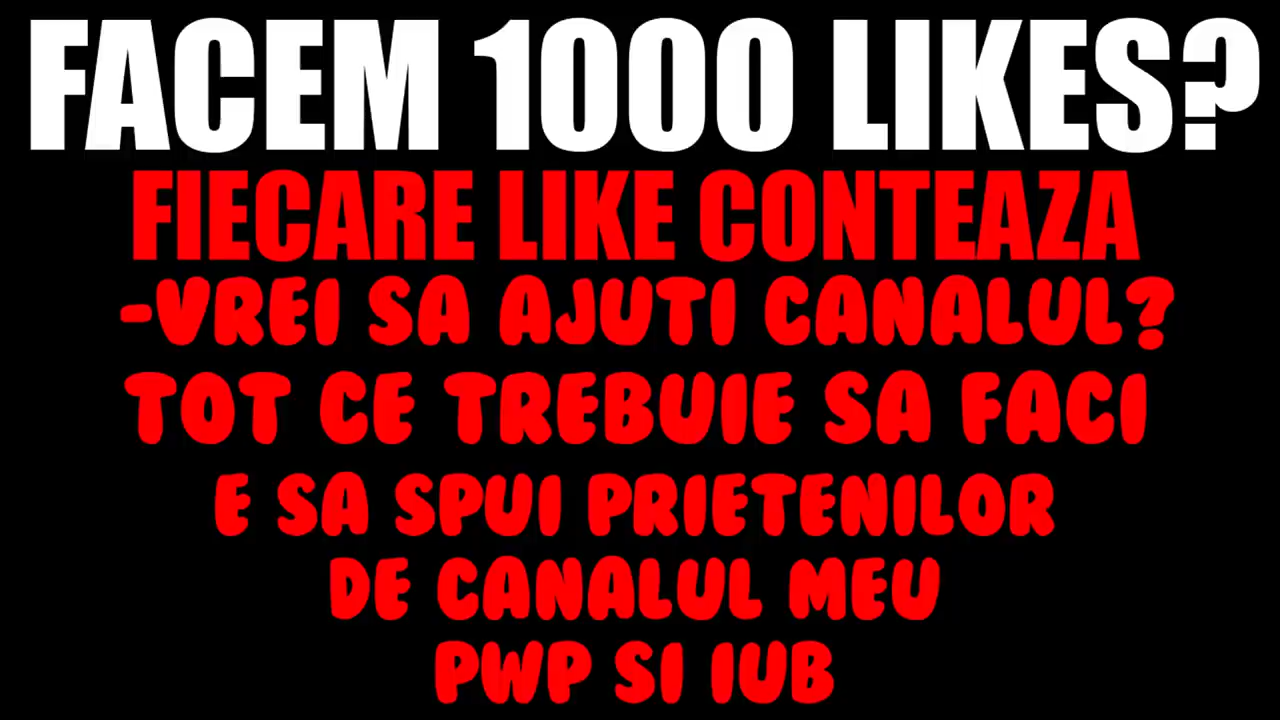 FACEM 1000 LIKES?
FIECARE LIKE CONTEAZA
-VREI SA AJUTI CANALUL?
TOT CE TREBUIE SA FACI
E SA SPUI PRIETENILOR
DE CANALUL MEU
PWP SI IUB